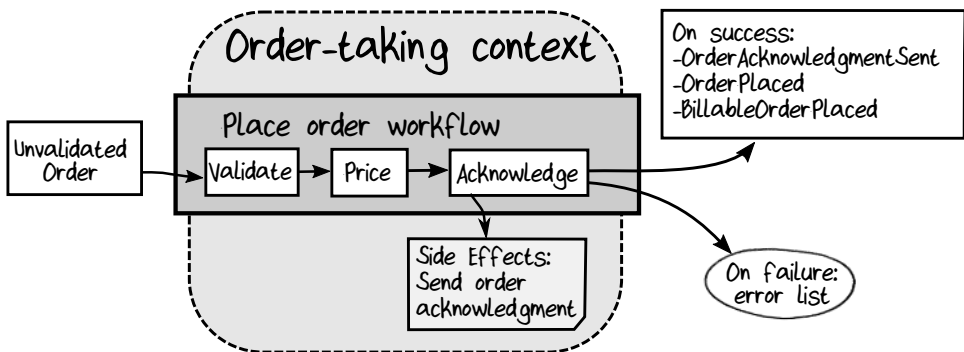 Order-taking context
On success:
-OrderAcknowledgmentSent
-OrderPlaced
-BillableOrderPlaced
Place order workflow
Unvalidated
Order
Validate
Price
Acknowledge
Side Effects:
Send order
acknowledgment
On failure:
error list